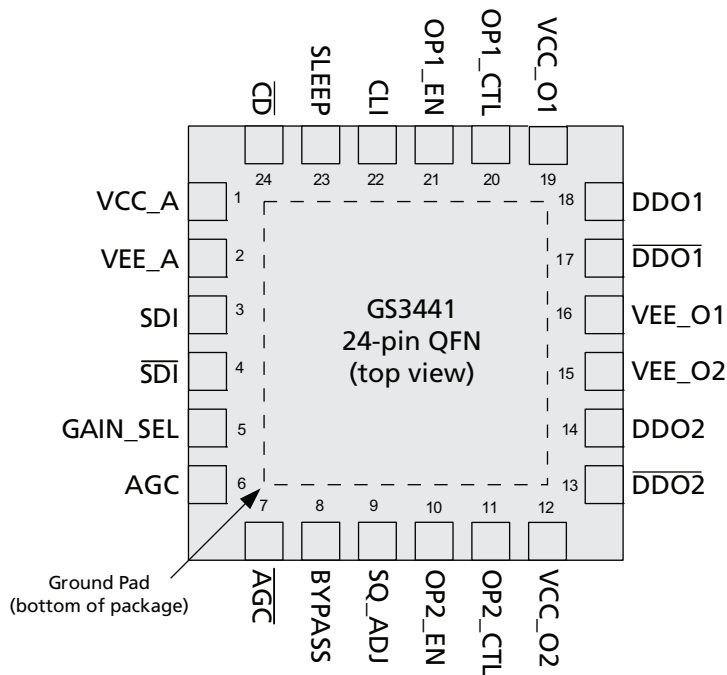 CD
SLEEP
CLI
OP1_EN
OP1_CTL
VCC_O1
24
23
22
21
20
19
VCC_A
1
18
DDO1
VEE_A
2
17
DDO1
SDI
3
16
VEE_O1
SDI
4
15
VEE_O2
GAIN_SEL
5
14
DDO2
AGC
6
13
DDO2
GS3441
24-pin QFN
(top view)
7
8
9
10
11
12
AGC
BYPASS
SQ_ADJ
OP2_EN
OP2_CTL
VCC_O2
Ground Pad
(bottom of package)